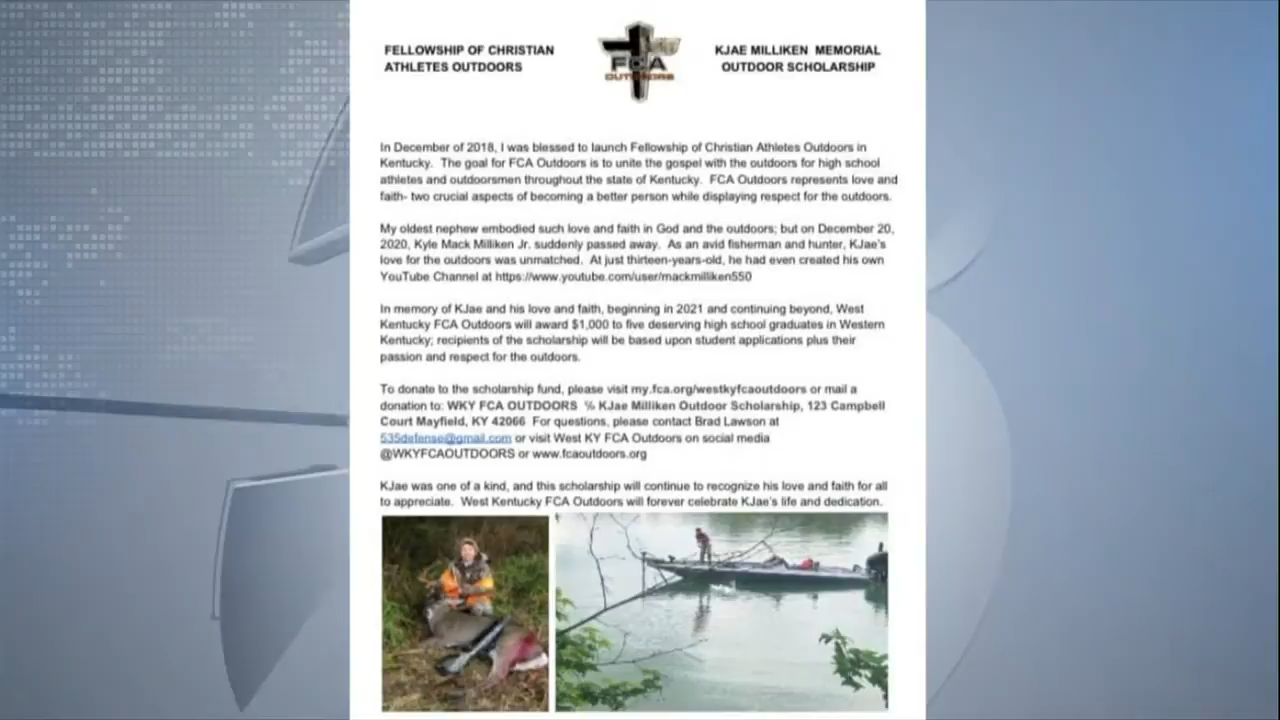 FELLOWSHIP OF CHRISTIAN
ATHLETES OUTDOORS
FCA
OUTDOORS
KJAE MILLIKEN MEMORIAL
OUTDOOR SCHOLARSHIP
In December of 2018, I was blessed to launch Fellowship of Christian Athletes Outdoors in
Kentucky. The goal for FCA Outdoors is to unite the gospel with the outdoors for high school
athletes and outdoorsmen throughout the state of Kentucky. FCA Outdoors represents love and
faith- two crucial aspects of becoming a better person while displaying respect for the outdoors.
My oldest nephew embodied such love and faith in God and the outdoors; but on December 20,
2020, Kyle Mack Milliken Jr. suddenly passed away. As an avid fisherman and hunter, KJae's
love for the outdoors was unmatched. At just thirteen-years-old, he had even created his own
YouTube Channel at https://www.youtube.com/user/mackmilliken550
In memory of KJae and his love and faith, beginning in 2021 and continuing beyond, West
Kentucky FCA Outdoors will award $1,000 to five deserving high school graduates in Western
Kentucky; recipients of the scholarship will be based upon student applications plus their
passion and respect for the outdoors.
To donate to the scholarship fund, please visit my.fca.org/westkyfcaoutdoors or mail a
donation to: WKY FCA OUTDOORS ℅ KJae Milliken Outdoor Scholarship, 123 Campbell
Court Mayfield, KY 42066 For questions, please contact Brad Lawson at
535defense@gmail.com or visit West KY FCA Outdoors on social media
@WKYFCAOUTDOORS or www.fcaoutdoors.org
KJae was one of a kind, and this scholarship will continue to recognize his love and faith for all
to appreciate. West Kentucky FCA Outdoors will forever celebrate KJae's life and dedication.